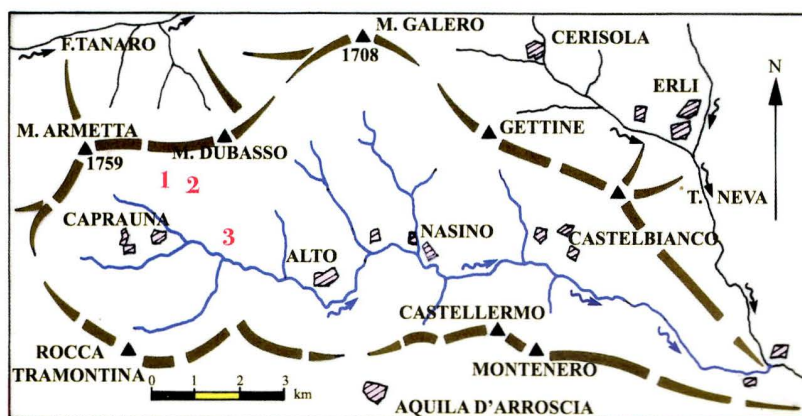 M. GALERO
1708
F.TANARO
CERISOLA
ERLI
N
M. ARMETTA
1759
M. DUBASSO
GETTINE
1
2
T. NEVA
CAPRAUNA
3
ALTO
NASINO
CASTELBIANCO
CASTELLERMO
ROCCA
TRAMONTINA
MONTENERO
0 1 2 3
km
AQUILA D'ARROSCIA